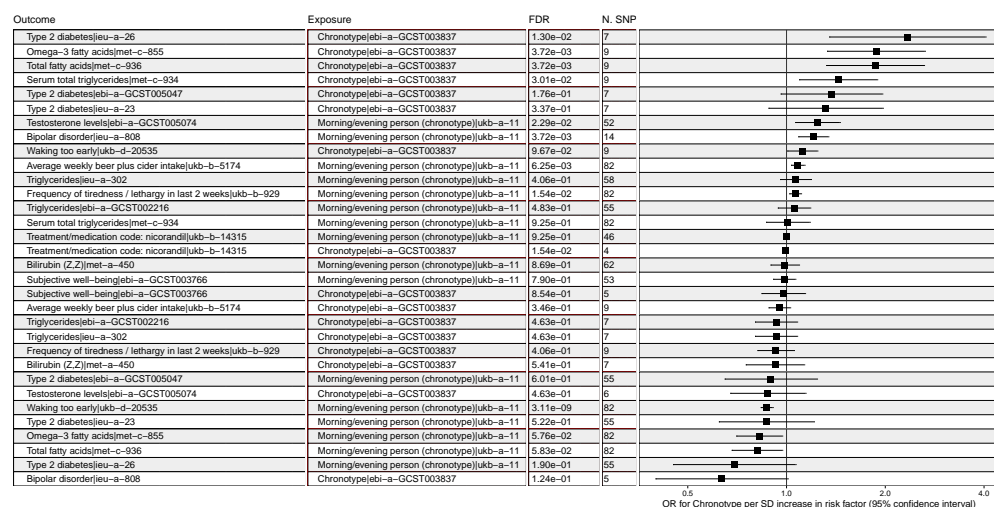 Outcome Exposure FDR N. SNP
Type 2 diabetes|ieu−a−26 Chronotype|ebi−a−GCST003837 1.30e−02 7
Omega−3 fatty acids|met−c−855 Chronotype|ebi−a−GCST003837 3.72e−03 9
Total fatty acids|met−c−936 Chronotype|ebi−a−GCST003837 3.72e−03 9
Serum total triglycerides|met−c−934 Chronotype|ebi−a−GCST003837 3.01e−02 9
Type 2 diabetes|ebi−a−GCST005047 Chronotype|ebi−a−GCST003837 1.76e−01 7
Type 2 diabetes|ieu−a−23 Chronotype|ebi−a−GCST003837 3.37e−01 7
Testosterone levels|ebi−a−GCST005074 Morning/evening person (chronotype)|ukb−a−11 2.29e−02 52
Bipolar disorder|ieu−a−808 Morning/evening person (chronotype)|ukb−a−11 3.72e−03 14
Waking too early|ukb−d−20535 Chronotype|ebi−a−GCST003837 9.67e−02 9
Average weekly beer plus cider intake|ukb−b−5174 Morning/evening person (chronotype)|ukb−a−11 6.25e−03 82
Triglycerides|ieu−a−302 Morning/evening person (chronotype)|ukb−a−11 4.06e−01 58
Frequency of tiredness / lethargy in last 2 weeks|ukb−b−929 Morning/evening person (chronotype)|ukb−a−11 1.54e−02 82
Triglycerides|ebi−a−GCST002216 Morning/evening person (chronotype)|ukb−a−11 4.83e−01 55
Serum total triglycerides|met−c−934 Morning/evening person (chronotype)|ukb−a−11 9.25e−01 82
Treatment/medication code: nicorandil|ukb−b−14315 Morning/evening person (chronotype)|ukb−a−11 9.25e−01 46
Treatment/medication code: nicorandil|ukb−b−14315 Chronotype|ebi−a−GCST003837 1.54e−02 4
Bilirubin (Z,Z)|met−a−450 Morning/evening person (chronotype)|ukb−a−11 8.69e−01 62
Subjective well−being|ebi−a−GCST003766 Morning/evening person (chronotype)|ukb−a−11 7.90e−01 53
Subjective well−being|ebi−a−GCST003766 Chronotype|ebi−a−GCST003837 8.54e−01 5
Average weekly beer plus cider intake|ukb−b−5174 Chronotype|ebi−a−GCST003837 3.46e−01 9
Triglycerides|ebi−a−GCST002216 Chronotype|ebi−a−GCST003837 4.63e−01 7
Triglycerides|ieu−a−302 Chronotype|ebi−a−GCST003837 4.63e−01 7
Frequency of tiredness / lethargy in last 2 weeks|ukb−b−929 Chronotype|ebi−a−GCST003837 4.06e−01 9
Bilirubin (Z,Z)|met−a−450 Chronotype|ebi−a−GCST003837 5.41e−01 7
Type 2 diabetes|ebi−a−GCST005047 Morning/evening person (chronotype)|ukb−a−11 6.01e−01 55
Testosterone levels|ebi−a−GCST005074 Chronotype|ebi−a−GCST003837 4.63e−01 6
Waking too early|ukb−d−20535 Morning/evening person (chronotype)|ukb−a−11 3.11e−09 82
Type 2 diabetes|ieu−a−23 Morning/evening person (chronotype)|ukb−a−11 5.22e−01 55
Omega−3 fatty acids|met−c−855 Morning/evening person (chronotype)|ukb−a−11 5.76e−02 82
Total fatty acids|met−c−936 Morning/evening person (chronotype)|ukb−a−11 5.83e−02 82
Type 2 diabetes|ieu−a−26 Morning/evening person (chronotype)|ukb−a−11 1.90e−01 55
Bipolar disorder|ieu−a−808 Chronotype|ebi−a−GCST003837 1.24e−01 5
0.5 1.0 2.0 4.0
OR for Chronotype per SD increase in risk factor (95% confidence interval)